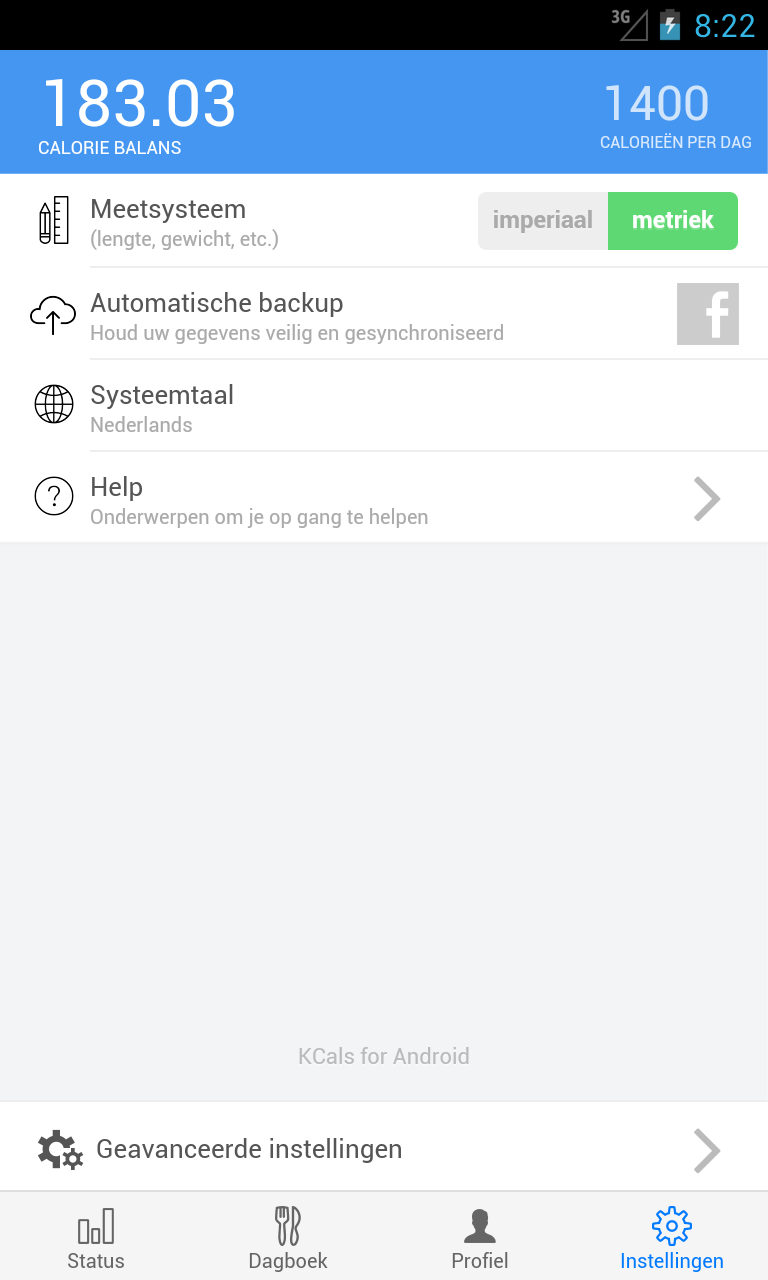 3G 8:22
183.03
CALORIE BALANS
1400
CALORIEËN PER DAG
Meetsysteem
(lengte, gewicht, etc.)
imperiaal metriek
Automatische backup
Houd uw gegevens veilig en gesynchroniseerd
f
Systeemtaal
Nederlands
?
Help
Onderwerpen om je op gang te helpen
KCals for Android
Geavanceerde instellingen
Status Dagboek Profiel Instellingen